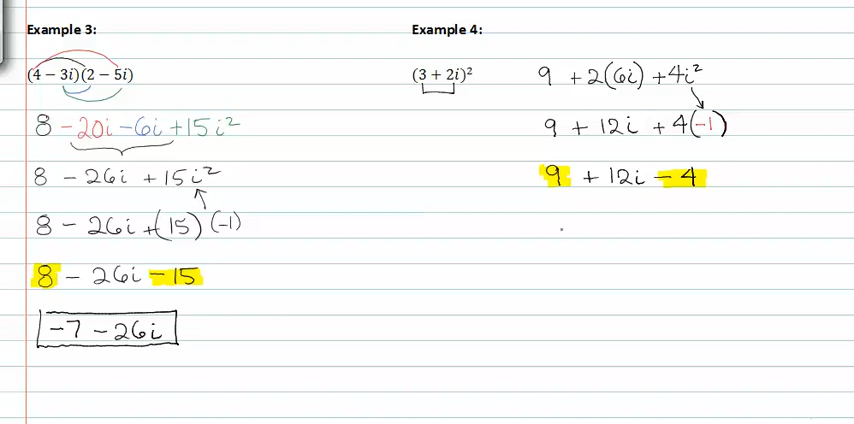 Example 3:
(4 − 3i)(2 − 5i)
8 − 20i − 6i + 15i²
8 − 26i + 15i²
8 − 26i + (15)(−1)
8 − 26i − 15
−7 − 26i
Example 4:
(3 + 2i)²
9 + 2(6i) + 4i²
9 + 12i + 4(−1)
9 + 12i − 4